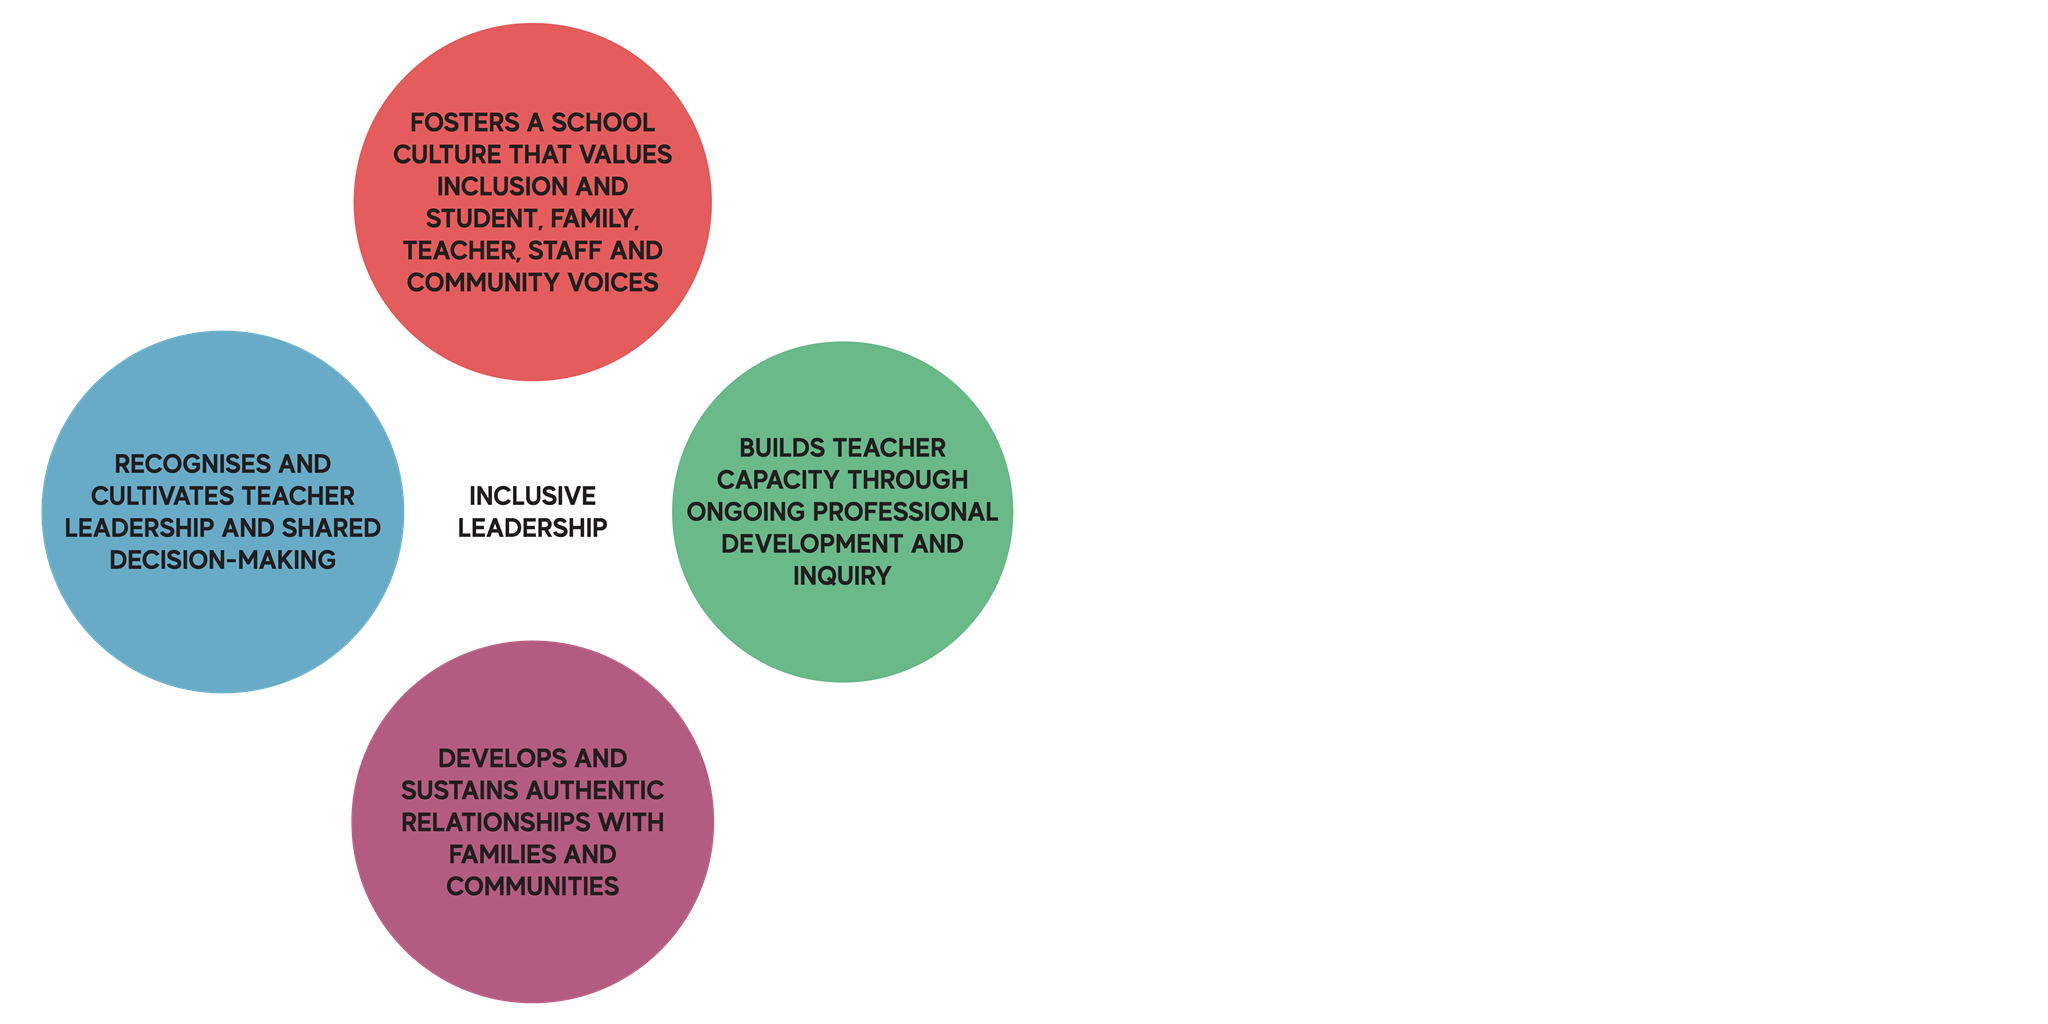 FOSTERS A SCHOOL
CULTURE THAT VALUES
INCLUSION AND
STUDENT, FAMILY,
TEACHER, STAFF AND
COMMUNITY VOICES
RECOGNISES AND
CULTIVATES TEACHER
LEADERSHIP AND SHARED
DECISION-MAKING
INCLUSIVE
LEADERSHIP
BUILDS TEACHER
CAPACITY THROUGH
ONGOING PROFESSIONAL
DEVELOPMENT AND
INQUIRY
DEVELOPS AND
SUSTAINS AUTHENTIC
RELATIONSHIPS WITH
FAMILIES AND
COMMUNITIES